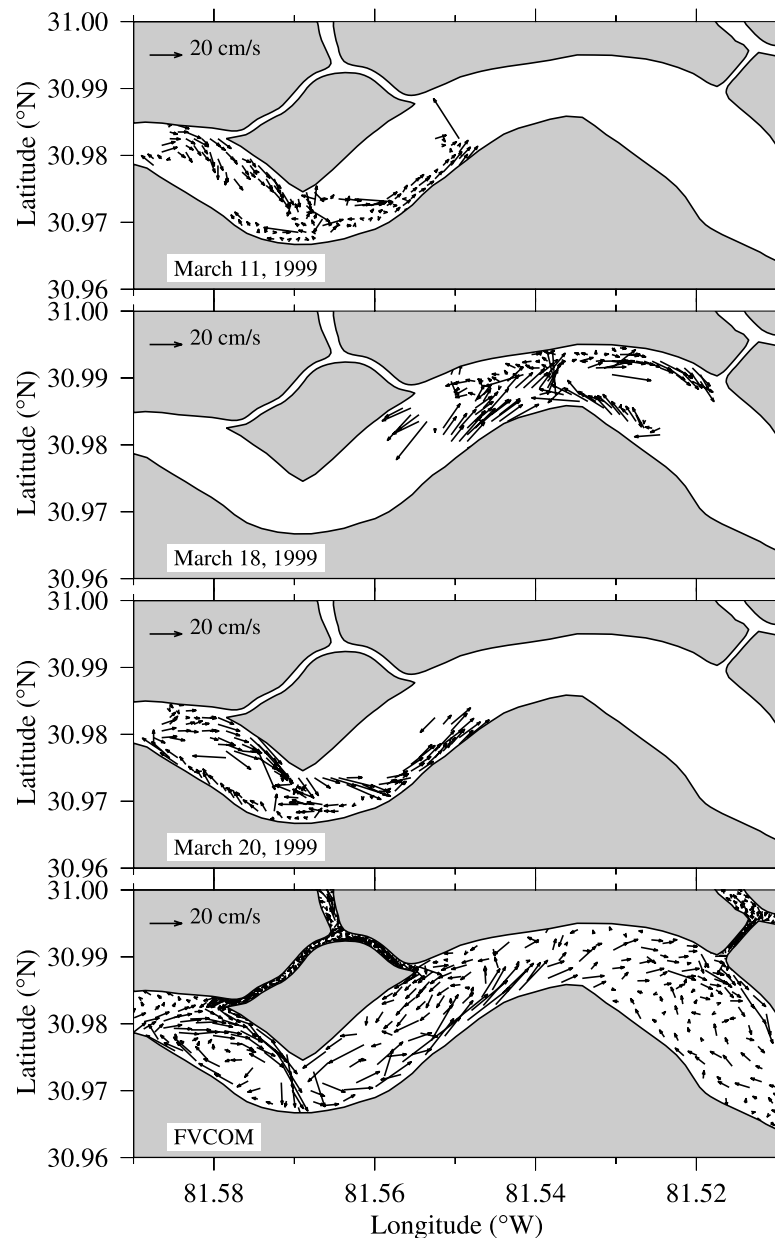 31.00
20 cm/s
30.99
30.98
30.97
30.96
Latitude (°N)
March 11, 1999
31.00
20 cm/s
30.99
30.98
30.97
30.96
Latitude (°N)
March 18, 1999
31.00
20 cm/s
30.99
30.98
30.97
30.96
Latitude (°N)
March 20, 1999
31.00
20 cm/s
30.99
30.98
30.97
30.96
Latitude (°N)
FVCOM
81.58 81.56 81.54 81.52
Longitude (°W)